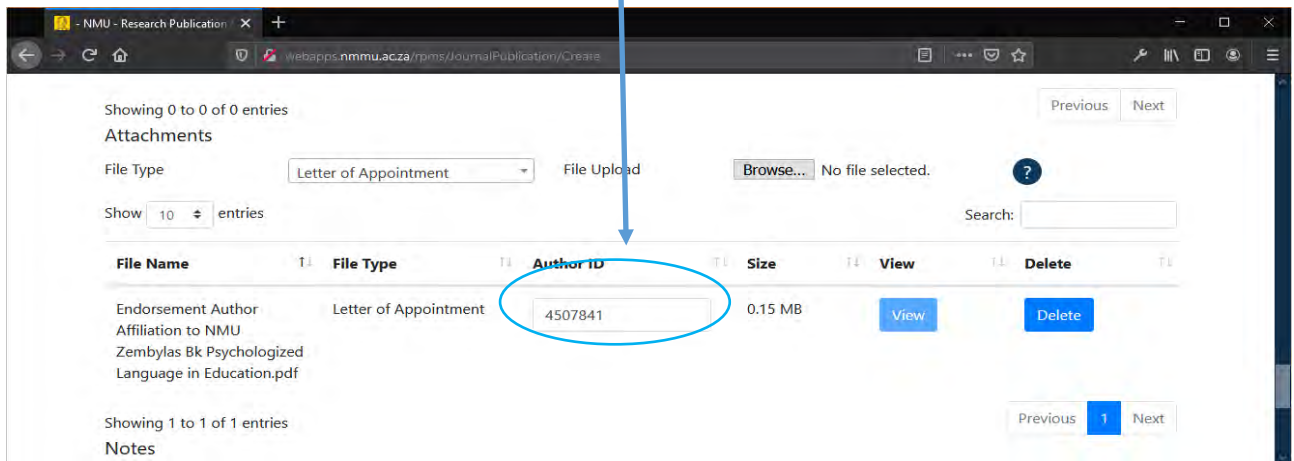 - NMU - Research Publication
webapps.nmmu.ac.za/rpms/JournalPublication/Create
Showing 0 to 0 of 0 entries
Previous Next
Attachments
File Type Letter of Appointment File Upload Browse... No file selected. ?
Show 10 entries Search:
File Name File Type Author ID Size View Delete
Endorsement Author Letter of Appointment 4507841 0.15 MB View Delete
Affiliation to NMU
Zembylas Bk Psychologized
Language in Education.pdf
Showing 1 to 1 of 1 entries Previous 1 Next
Notes